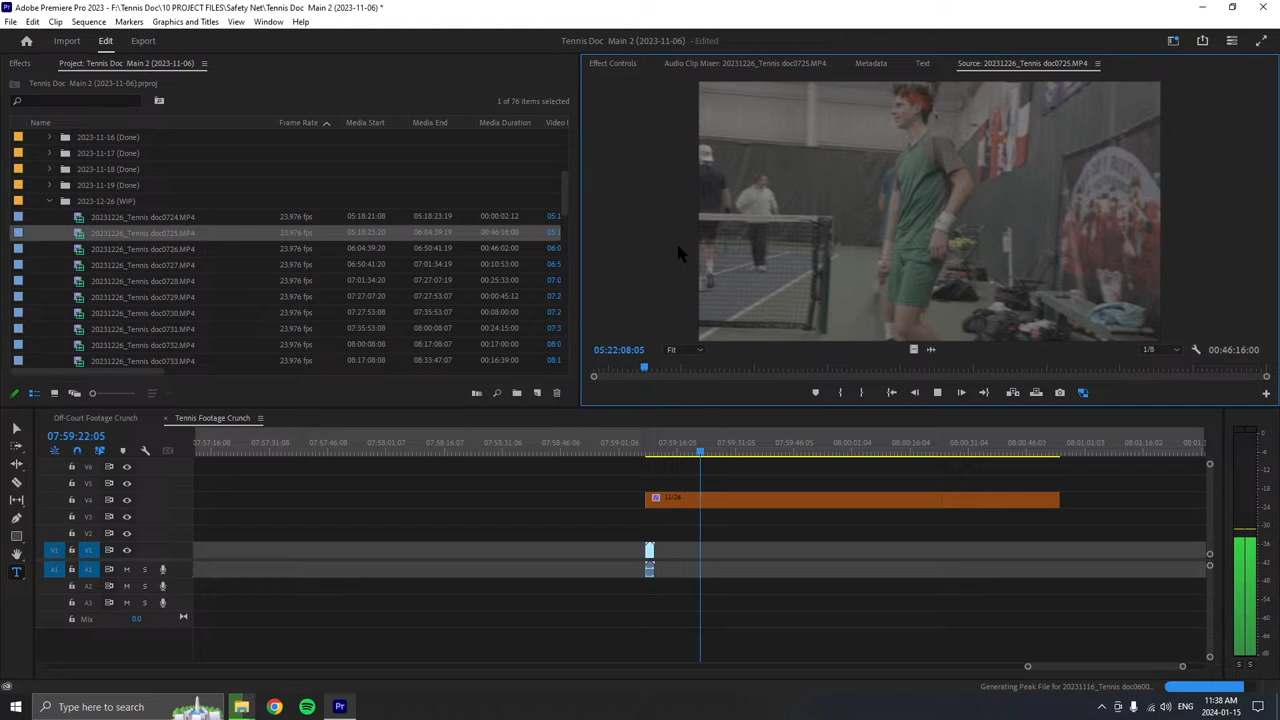 Adobe Premiere Pro 2023 - F:\Tennis Doc\10 PROJECT FILES\Safety Net\Tennis Doc  Main 2 (2023-11-06) *
File Edit Clip Sequence Markers Graphics and Titles View Window Help
Import Edit Export Tennis Doc  Main 2 (2023-11-06) - Edited
Effects Project: Tennis Doc  Main 2 (2023-11-06) Effect Controls Audio Clip Mixer: 20231226_Tennis doc0725.MP4 Metadata Text Source: 20231226_Tennis doc0725.MP4
Tennis Doc  Main 2 (2023-11-06).prproj
1 of 76 items selected
Name Frame Rate Media Start Media End Media Duration Video I
2023-11-16 (Done)
2023-11-17 (Done)
2023-11-18 (Done)
2023-11-19 (Done)
2023-12-26 (WIP)
20231226_Tennis doc0724.MP4 23.976 fps 05:18:21:08 05:18:23:19 00:00:02:12 05:1
20231226_Tennis doc0725.MP4 23.976 fps 05:18:23:20 06:04:39:19 00:46:16:00 05:1
20231226_Tennis doc0726.MP4 23.976 fps 06:04:39:20 06:50:41:19 00:46:02:00 06:0
20231226_Tennis doc0727.MP4 23.976 fps 06:50:41:20 07:01:34:19 00:10:53:00 06:5
20231226_Tennis doc0728.MP4 23.976 fps 07:01:34:20 07:27:07:19 00:25:33:00 07:0
20231226_Tennis doc0729.MP4 23.976 fps 07:27:07:20 07:27:53:07 00:00:45:12 07:2
20231226_Tennis doc0730.MP4 23.976 fps 07:27:53:08 07:35:53:07 00:08:00:00 07:2
20231226_Tennis doc0731.MP4 23.976 fps 07:35:53:08 08:00:08:07 00:24:15:00 07:3
20231226_Tennis doc0732.MP4 23.976 fps 08:00:08:08 08:17:08:07 00:17:00:00 08:0
20231226_Tennis doc0733.MP4 23.976 fps 08:17:08:08 08:33:47:07 00:16:39:00 08:1
05:22:08:05 Fit 1/8 00:46:16:00
Off-Court Footage Crunch × Tennis Footage Crunch
07:59:22:05
07:57:16:08 07:57:31:08 07:57:46:08 07:58:01:07 07:58:16:07 07:58:31:06 07:58:46:06 07:59:01:06 07:59:16:05 07:59:31:05 07:59:46:05 08:00:01:04 08:00:16:04 08:00:31:04 08:00:46:03 08:01:01:03 08:01:16:02 08:01:3
V6
V5
V4 11/26
V3
V2
V1 V1
A1 A1 M S
A2 M S
A3 M S
Mix 0.0
0
-6
-12
-18
-24
-30
-36
-42
-48
-54
dB
S S
Generating Peak File for 20231116_Tennis doc0600...
Type here to search
ENG
11:38 AM
2024-01-15